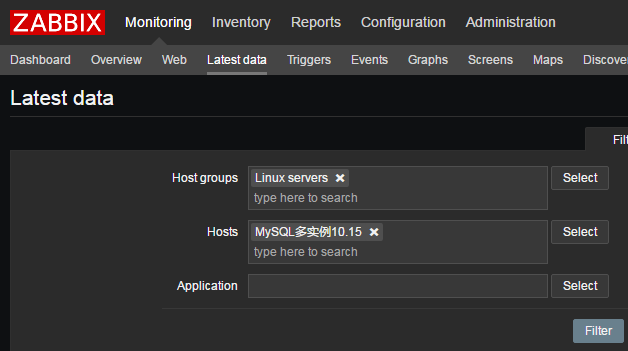 ZABBIX Monitoring Inventory Reports Configuration Administration
Dashboard Overview Web Latest data Triggers Events Graphs Screens Maps Discove
Latest data
Filt
Host groups Linux servers ✖ Select
type here to search
Hosts MySQL多实例10.15 ✖ Select
type here to search
Application Select
Filter